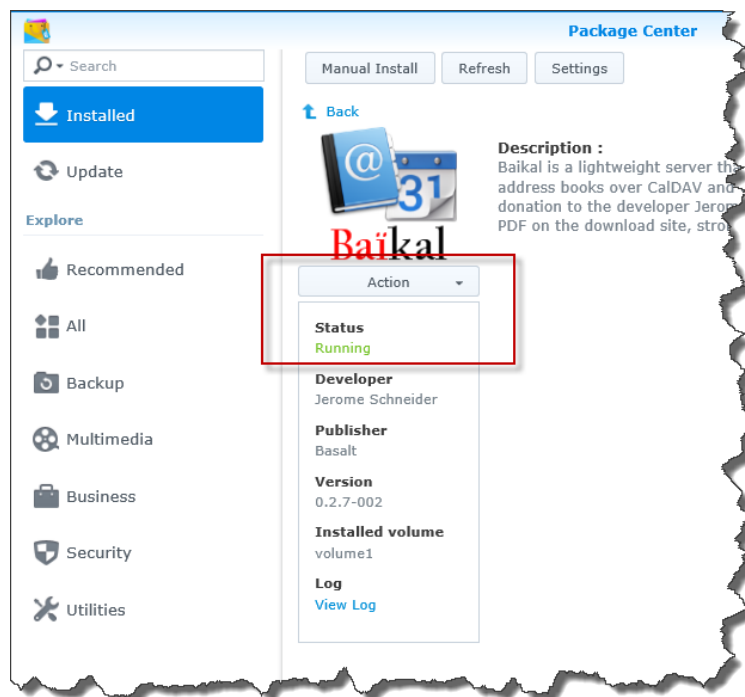 Package Center
Search
Manual Install
Refresh
Settings
Installed
Back
Update
Explore
Recommended
All
Backup
Multimedia
Business
Security
Utilities
@
31
Baïkal
Description :
Baikal is a lightweight server
address books over CalDAV and
donation to the developer
PDF on the download site,
Action
Status
Running
Developer
Jerome Schneider
Publisher
Basalt
Version
0.2.7-002
Installed volume
volume1
Log
View Log